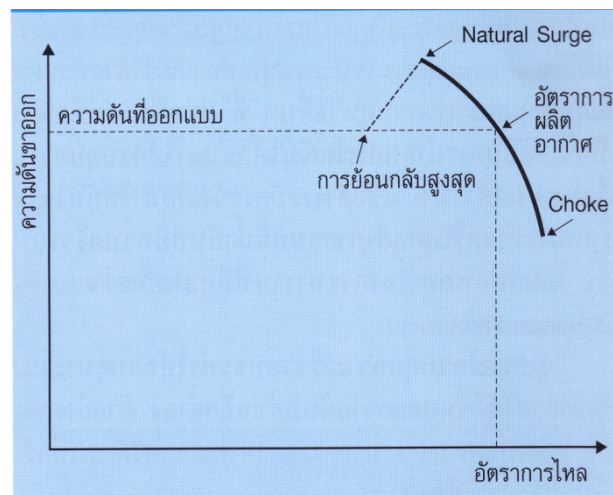 Natural Surge
ความดันที่ออกแบบ
อัตราการ
ผลิต
อากาศ
การย้อนกลับสูงสุด
Choke
ความดันขาออก
อัตราการไหล